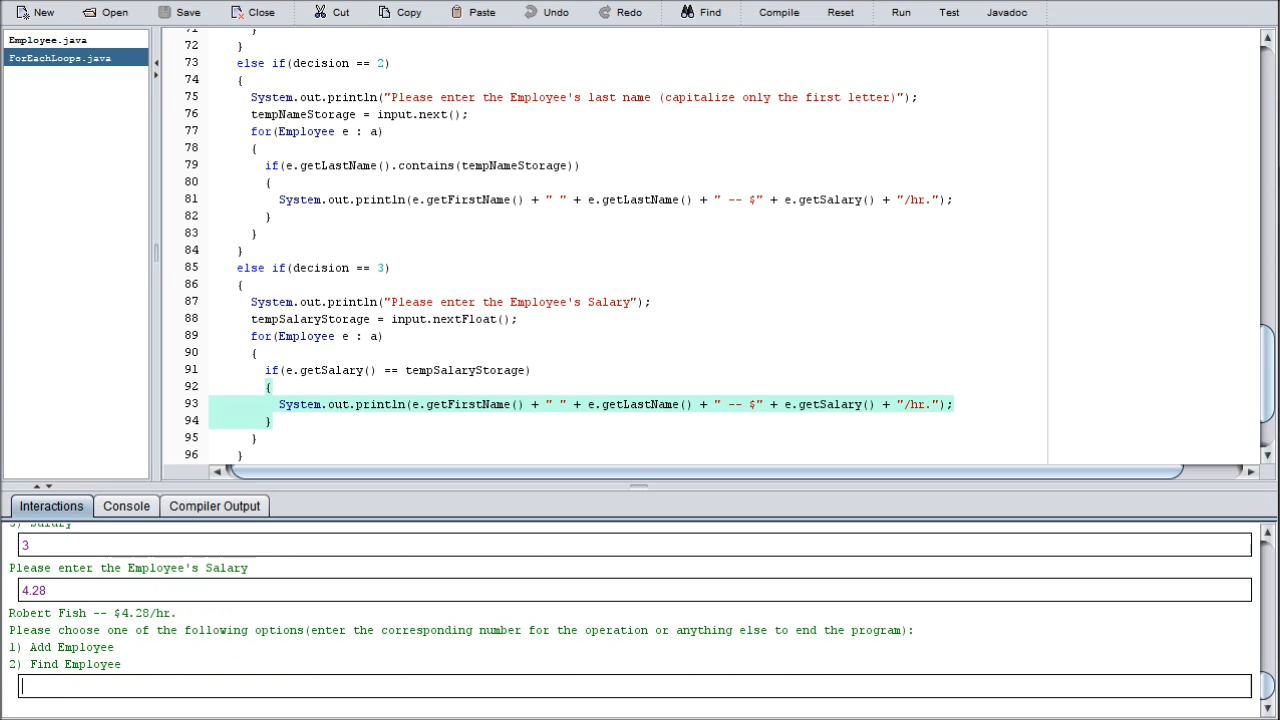 New Open Save Close Cut Copy Paste Undo Redo Find Compile Reset Run Test Javadoc
Employee.java
ForEachLoops.java
71 }
72 }
73 else if(decision == 2)
74 {
75 System.out.println("Please enter the Employee's last name (capitalize only the first letter)");
76 tempNameStorage = input.next();
77 for(Employee e : a)
78 {
79 if(e.getLastName().contains(tempNameStorage))
80 {
81 System.out.println(e.getFirstName() + " " + e.getLastName() + " -- $" + e.getSalary() + "/hr.");
82 }
83 }
84 }
85 else if(decision == 3)
86 {
87 System.out.println("Please enter the Employee's Salary");
88 tempSalaryStorage = input.nextFloat();
89 for(Employee e : a)
90 {
91 if(e.getSalary() == tempSalaryStorage)
92 {
93 System.out.println(e.getFirstName() + " " + e.getLastName() + " -- $" + e.getSalary() + "/hr.");
94 }
95 }
96 }
Interactions Console Compiler Output
3) Salary
3
Please enter the Employee's Salary
4.28
Robert Fish -- $4.28/hr.
Please choose one of the following options(enter the corresponding number for the operation or anything else to end the program):
1) Add Employee
2) Find Employee